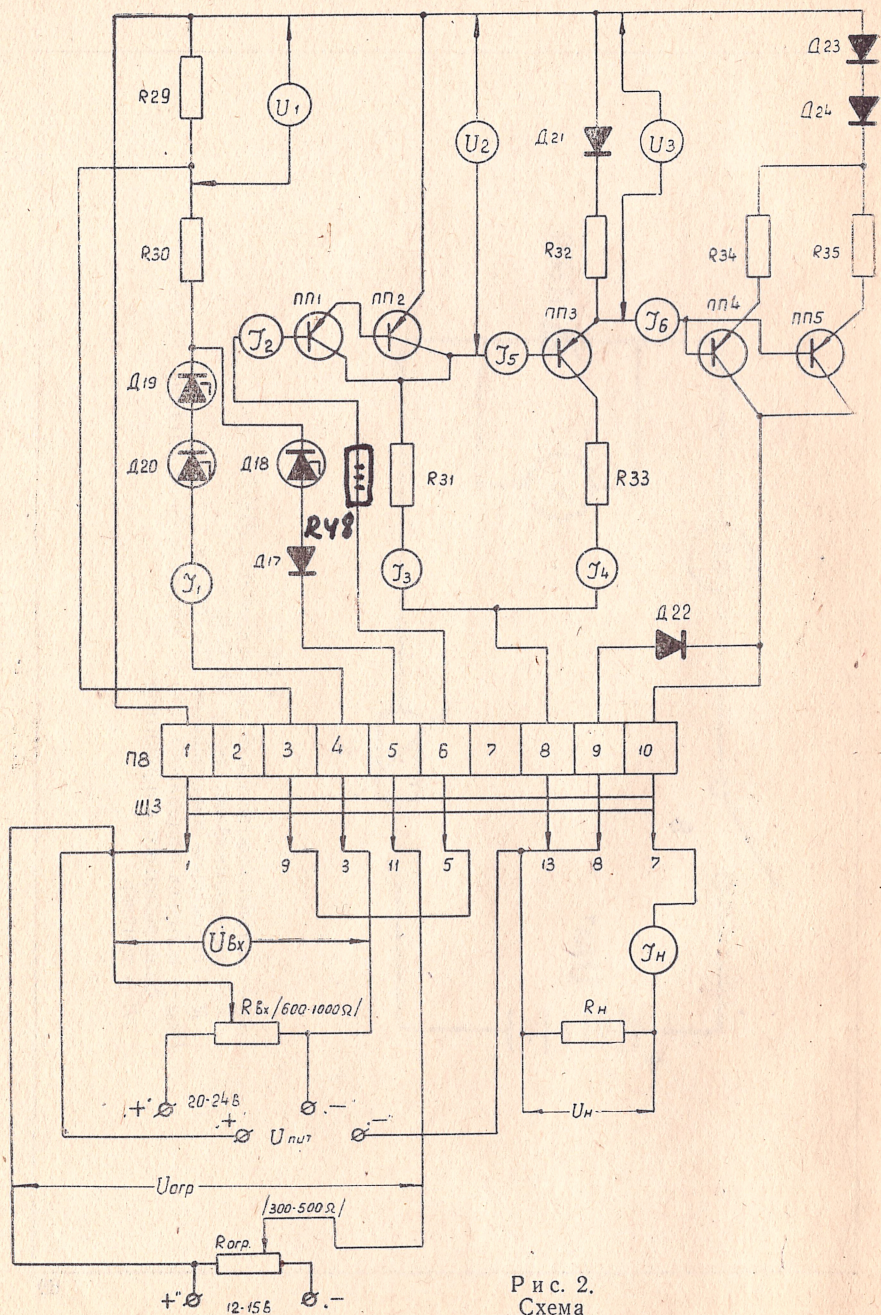 Д23
R29
U1
U2
Д21
U3
Д24
R30
R32
R34
R35
ПП1
ПП2
ПП3
ПП4
ПП5
J2
J5
J6
Д19
Д20
Д18
R48
R31
R33
Д17
J1
J3
J4
Д22
П8
1 2 3 4 5 6 7 8 9 10
ШЗ
1 9 3 11 5 13 8 7
Uвх
Jн
Rвх /600-1000Ω/
Rн
+ 20-24в -
+ Uпит -
Uн
Uогр
/300-500Ω/
Rогр.
+ 12-15в -
Рис. 2.
Схема